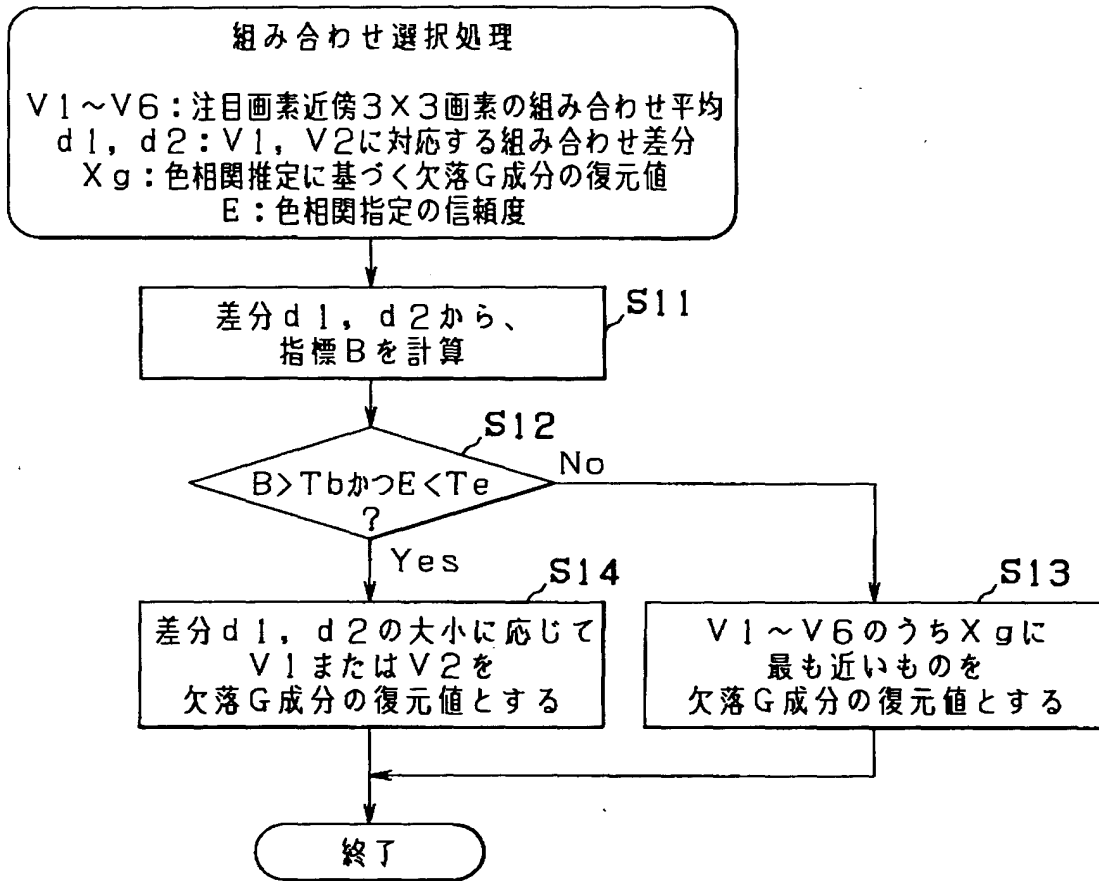 組み合わせ選択処理
V1～V6：注目画素近傍3×3画素の組み合わせ平均
d1，d2：V1，V2に対応する組み合わせ差分
Xg：色相関推定に基づく欠落G成分の復元値
E：色相関指定の信頼度
S11
差分d1，d2から、
指標Bを計算
S12
B>TbかつE<Te
?
No
Yes
S14
差分d1，d2の大小に応じて
V1またはV2を
欠落G成分の復元値とする
S13
V1～V6のうちXgに
最も近いものを
欠落G成分の復元値とする
終了